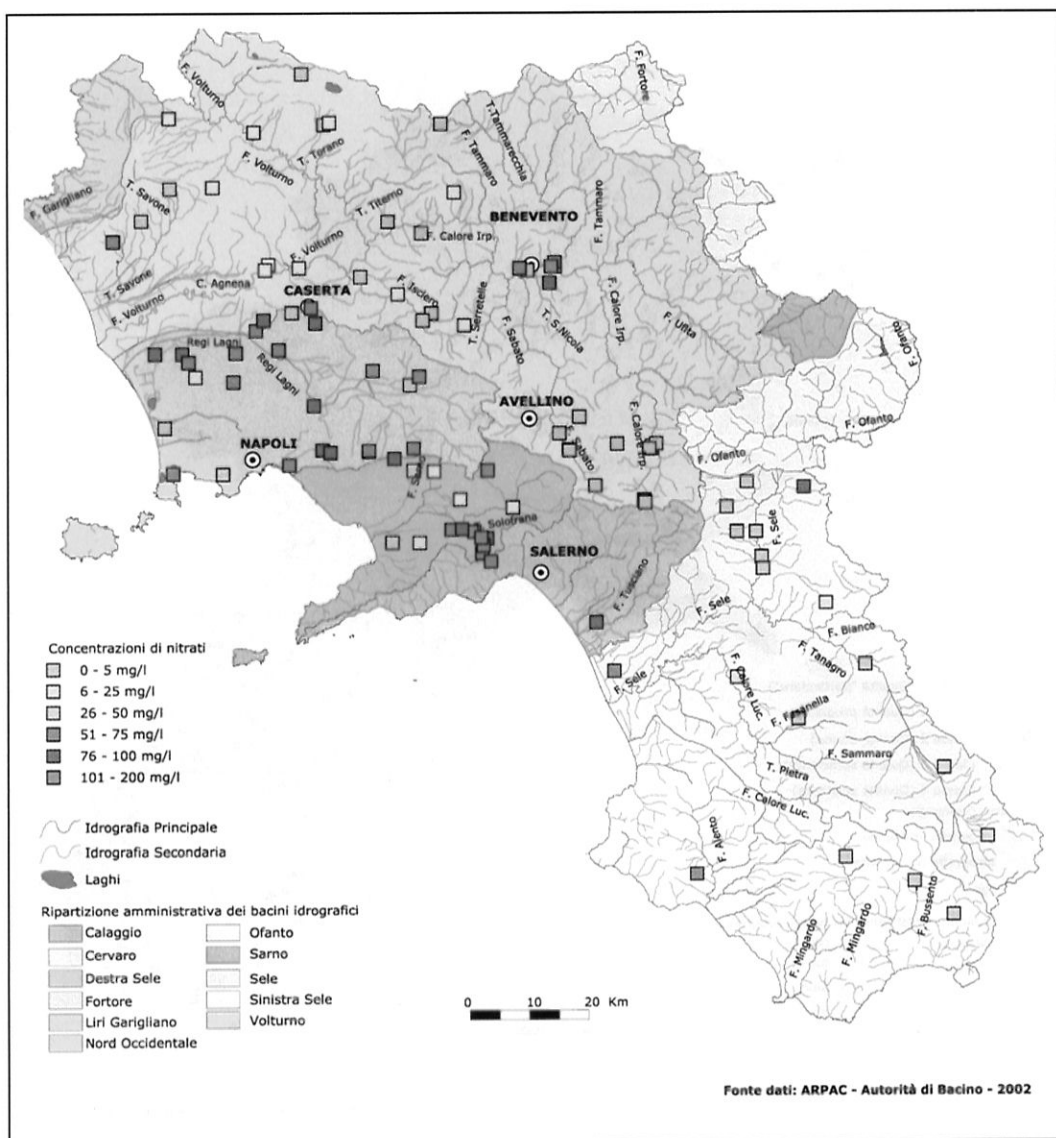 F. Fortore
F. Volturno
T. Tammarecchia
F. Tammaro
T. Torano
F. Volturno
T. Savone
F. Garigliano
T. Titerno
BENEVENTO
F. Tammaro
F. Calore Irp.
F. Volturno
T. Savone
C. Agnena
F. Volturno
CASERTA
F. Isclero
T. Serretelle
F. Sabato
T. S.Nicola
F. Calore Irp.
F. Ufita
F. Ofanto
Regi Lagni
Regi Lagni
AVELLINO
F. Sabato
F. Calore Irp.
F. Ofanto
F. Ofanto
NAPOLI
F. Sarno
Solofrana
F. Sele
SALERNO
F. Tusciano
F. Sele
F. Bianco
F. Tanagro
F. Sele
F. Calore Luc.
F. Fasanella
F. Sammaro
T. Pietra
F. Calore Luc.
F. Alento
F. Mingardo
F. Mingardo
F. Bussento
Concentrazioni di nitrati
0 - 5 mg/l
6 - 25 mg/l
26 - 50 mg/l
51 - 75 mg/l
76 - 100 mg/l
101 - 200 mg/l
Idrografia Principale
Idrografia Secondaria
Laghi
Ripartizione amministrativa dei bacini idrografici
Calaggio
Cervaro
Destra Sele
Fortore
Liri Garigliano
Nord Occidentale
Ofanto
Sarno
Sele
Sinistra Sele
Volturno
0 10 20 Km
Fonte dati: ARPAC - Autorità di Bacino - 2002